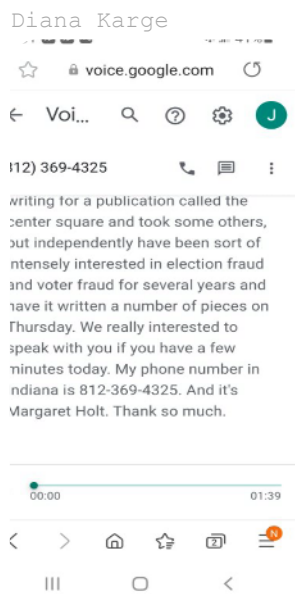 Diana Karge
voice.google.com
Voi...
J
12) 369-4325
writing for a publication called the
center square and took some others,
but independently have been sort of
ntensely interested in election fraud
and voter fraud for several years and
have it written a number of pieces on
Thursday. We really interested to
speak with you if you have a few
minutes today. My phone number in
ndiana is 812-369-4325. And it's
Margaret Holt. Thank so much.
00:00
01:39
2
N